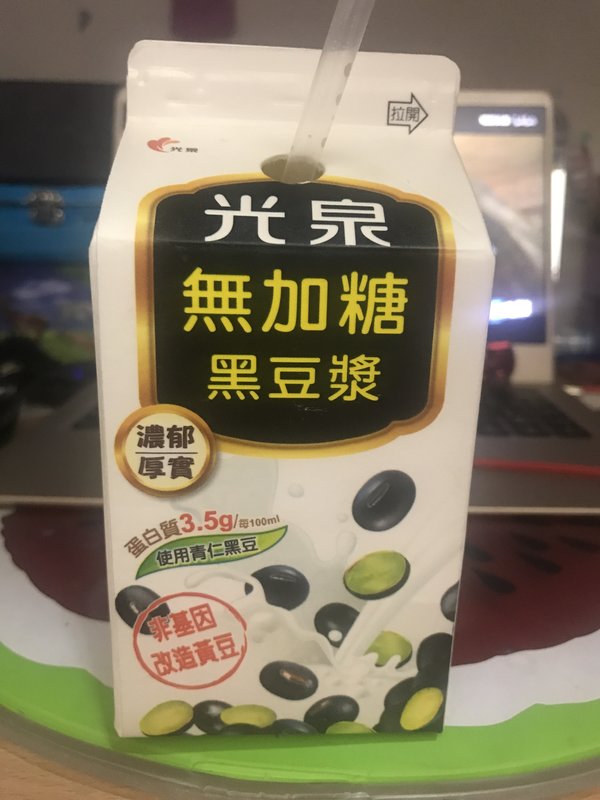 拉開
光泉
光泉
無加糖
黑豆漿
濃郁
厚實
蛋白質3.5g/每100ml
使用青仁黑豆
非基因
改造黃豆